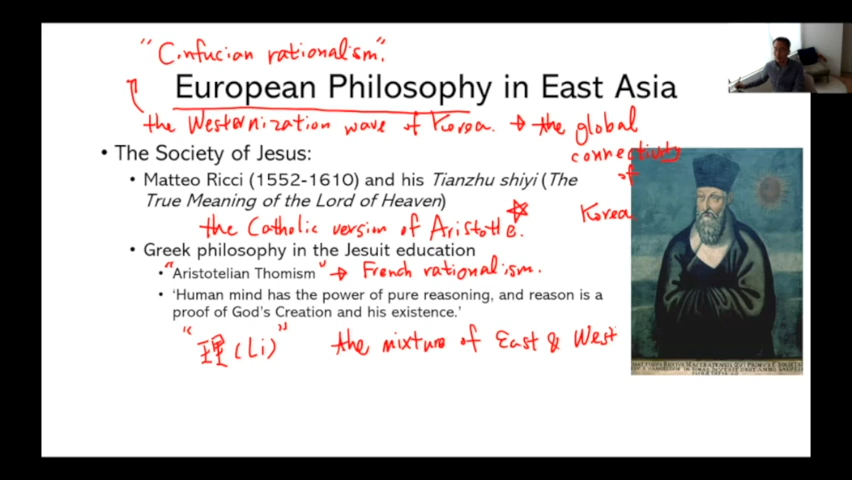 "Confucian rationalism".
European Philosophy in East Asia
the Westernization wave of Korea. → the global
connectivity
of
Korea
• The Society of Jesus:
• Matteo Ricci (1552-1610) and his Tianzhu shiyi (The
True Meaning of the Lord of Heaven)
the Catholic version of Aristotle.
• Greek philosophy in the Jesuit education
• "Aristotelian Thomism" → French rationalism.
• 'Human mind has the power of pure reasoning, and reason is a
proof of God's Creation and his existence.'
"理 (Li)" the mixture of East & West